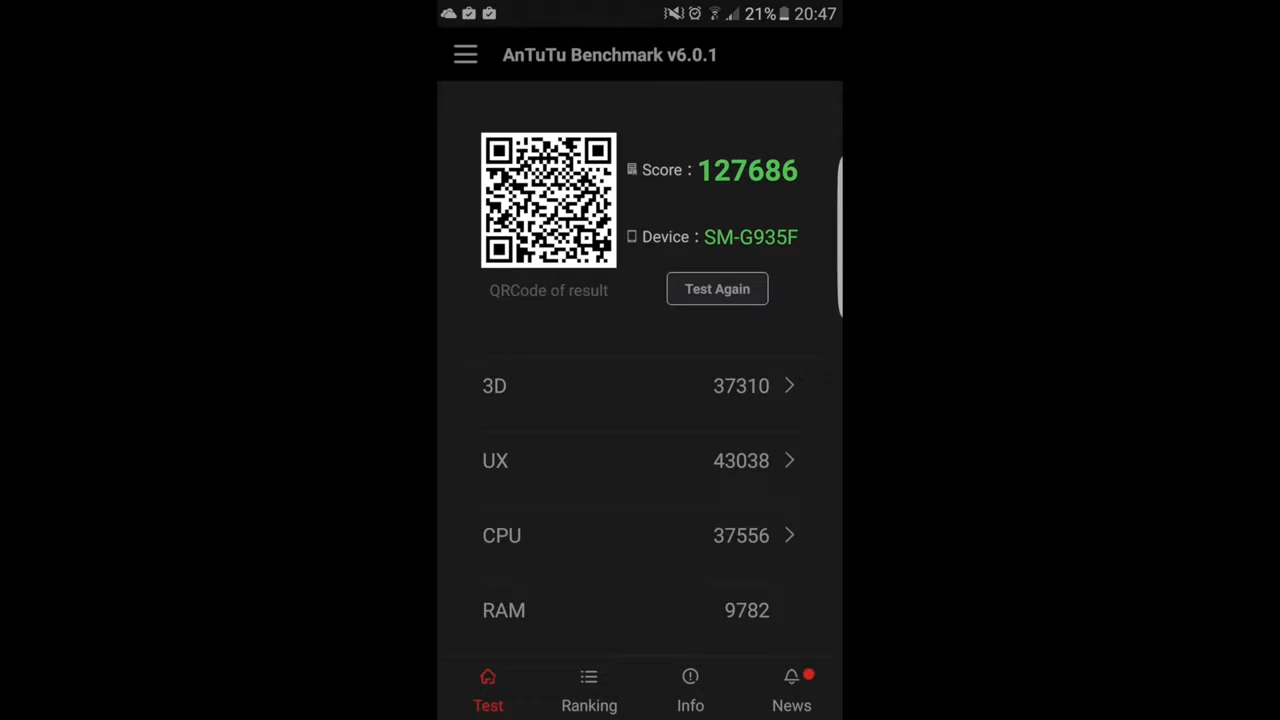 21% 20:47
AnTuTu Benchmark v6.0.1
Score : 127686
Device : SM-G935F
QRCode of result
Test Again
3D 37310
UX 43038
CPU 37556
RAM 9782
Test Ranking Info News